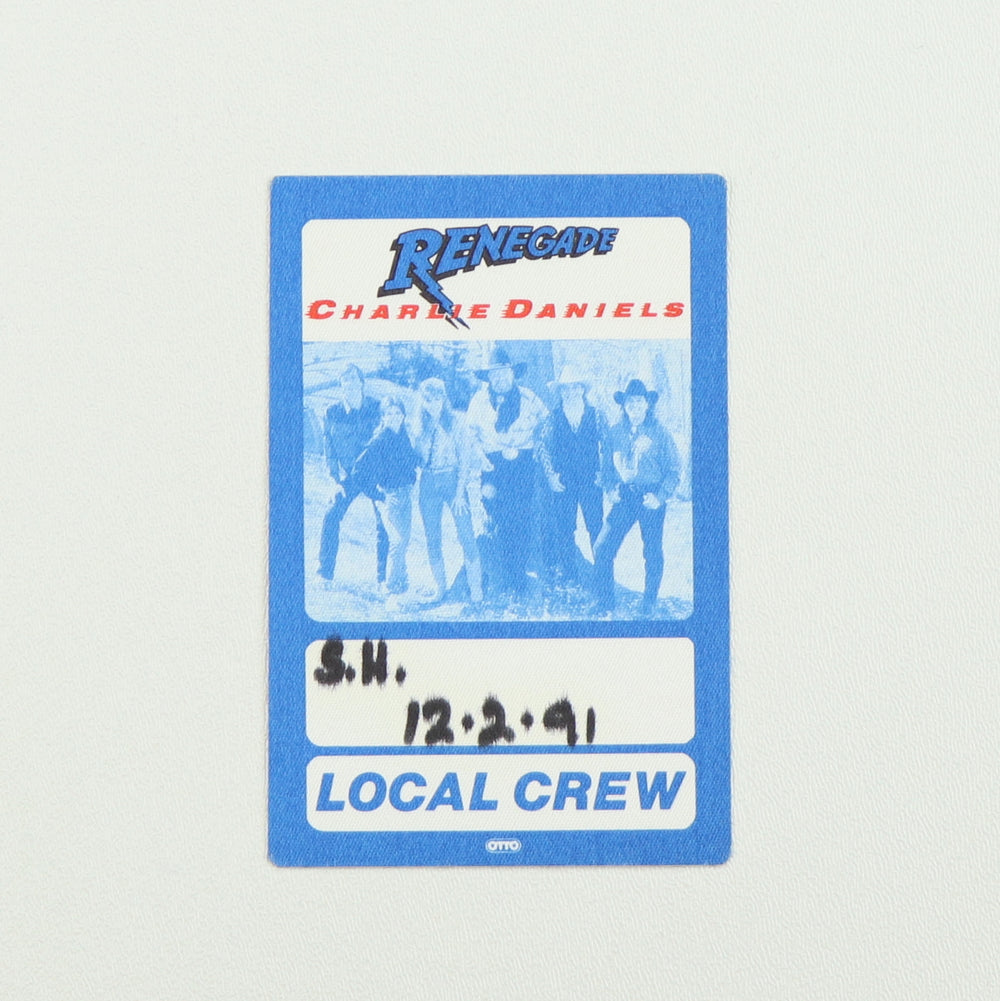 RENEGADE
CHARLIE DANIELS
S.H.
12.2.91
LOCAL CREW
OTTO